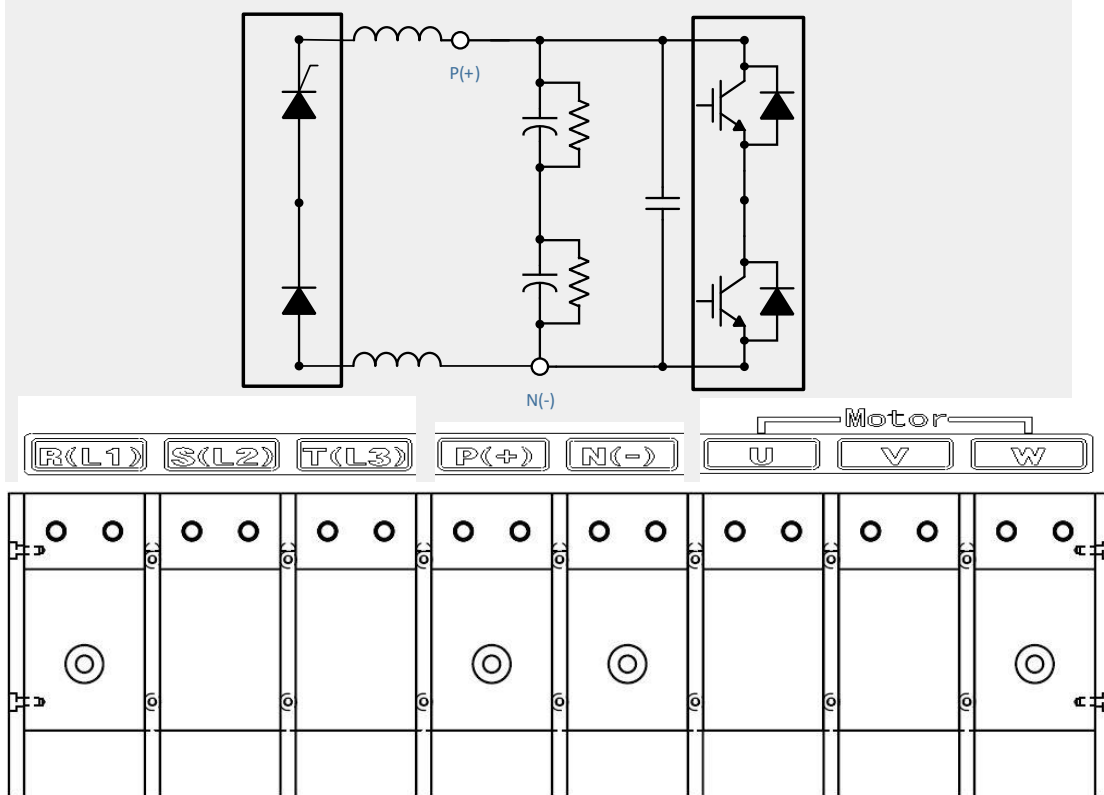 P(+)
N(-)
Motor
R(L1) S(L2) T(L3) P(+) N(-) U V W